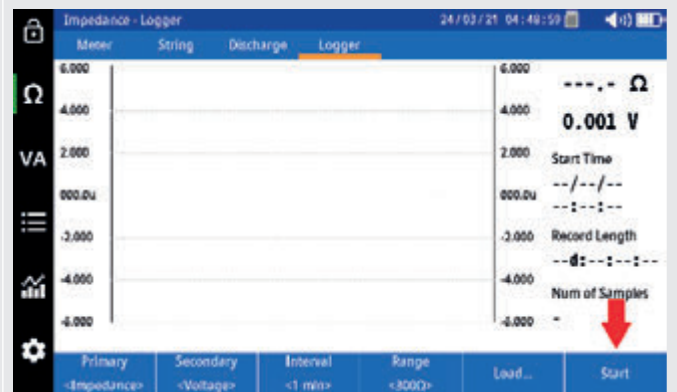 Impedance - Logger 24/03/21 04:48:59
Meter String Discharge Logger
Ω
VA
6.000
4.000
2.000
000.0u
-2.000
-4.000
-6.000
6.000
4.000
2.000
000.0u
-2.000
-4.000
-6.000
---.- Ω
0.001 V
Start Time
--/--/--
--:--:--
Record Length
--d:--:--:--
Num of Samples
-
Primary
<Impedance>
Secondary
<Voltage>
Interval
<1 min>
Range
<300Ω>
Load...
Start